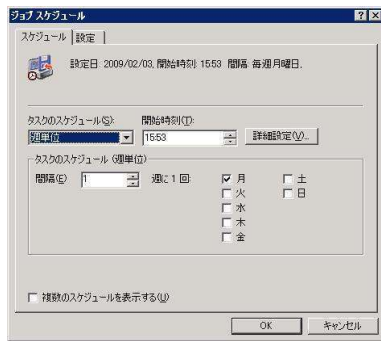 ジョブ スケジュール
スケジュール 設定
設定日: 2009/02/03, 開始時刻: 15:53 間隔: 毎週月曜日.
タスクのスケジュール(S): 開始時刻(T):
週単位 15:53 詳細設定(V)...
タスクのスケジュール (週単位)
間隔(E) 1 週に 1 回: 月 土
火 日
水
木
金
複数のスケジュールを表示する(U)
OK キャンセル